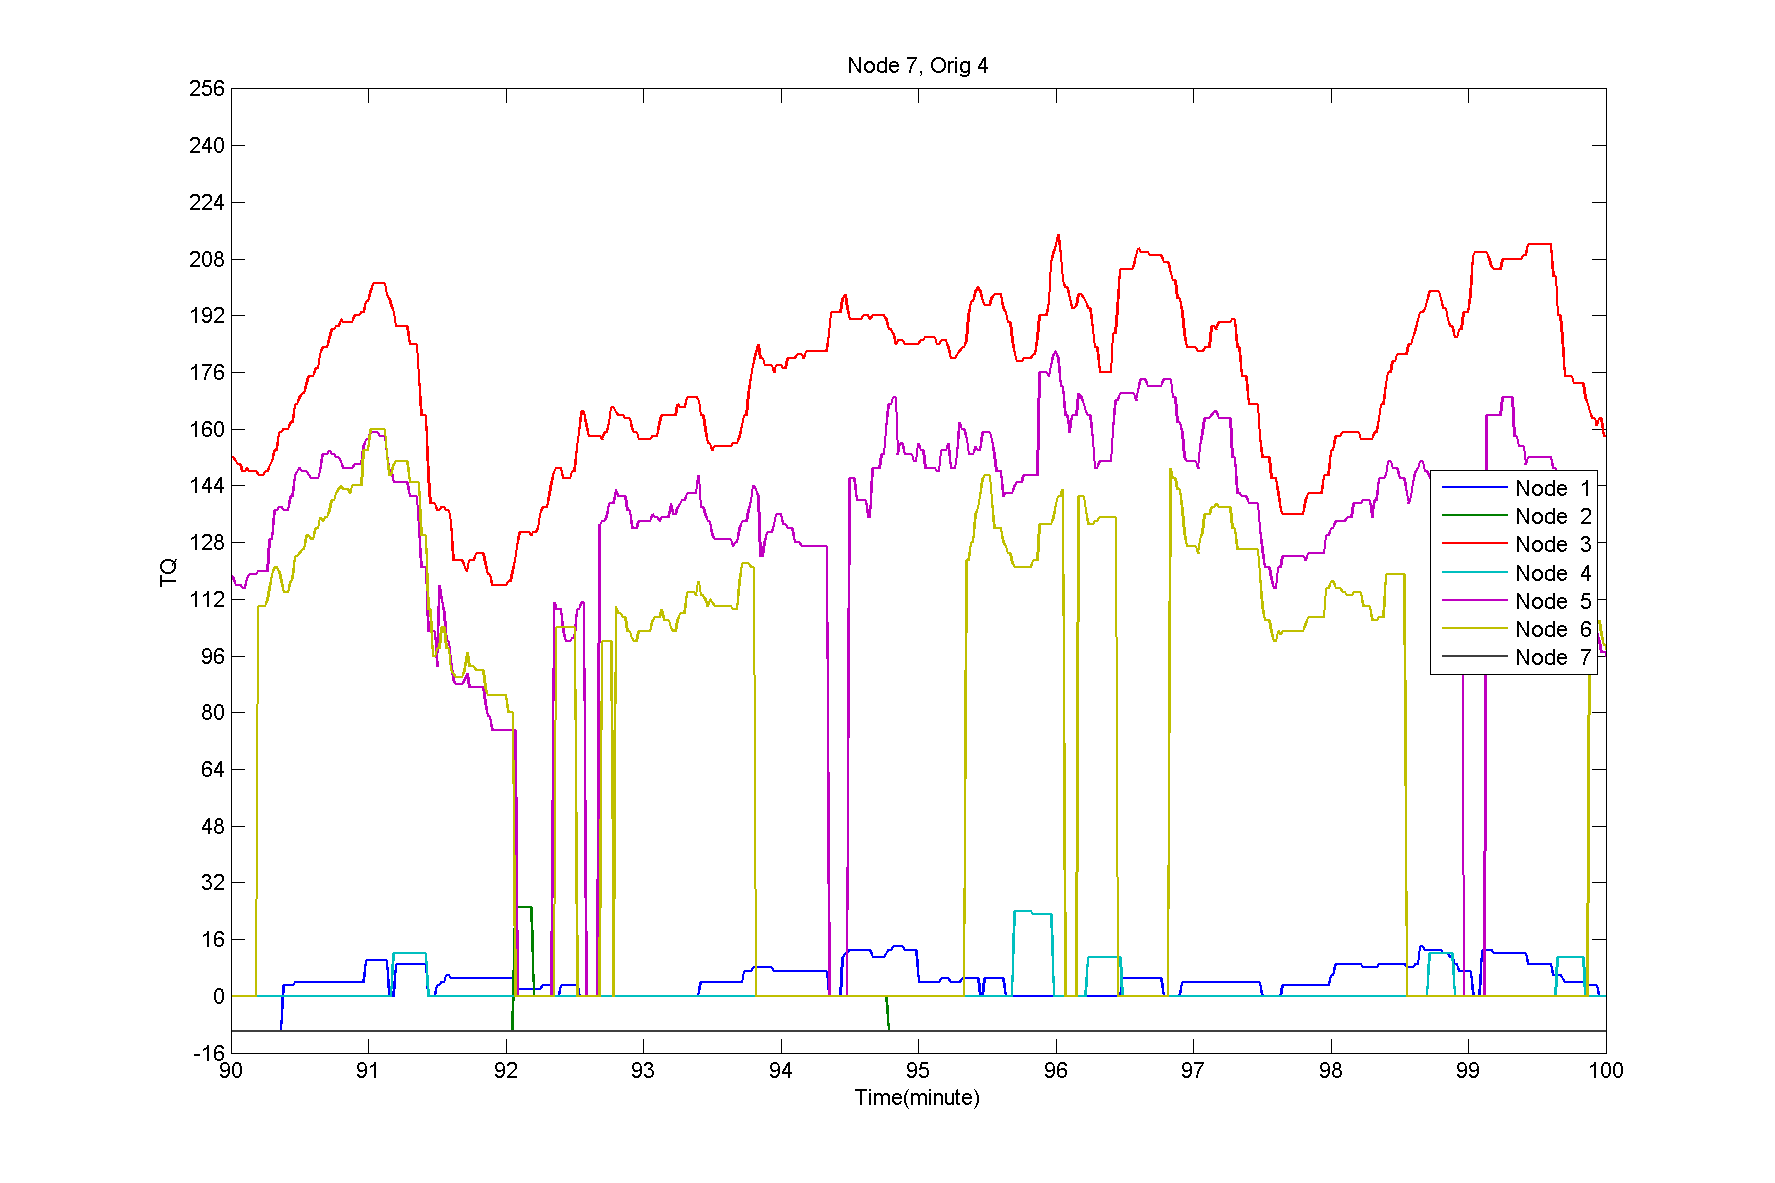 Node 7, Orig 4
256
240
224
208
192
176
160
144
128
112
96
80
64
48
32
16
0
-16
TQ
Node 1
Node 2
Node 3
Node 4
Node 5
Node 6
Node 7
90 91 92 93 94 95 96 97 98 99 100
Time(minute)